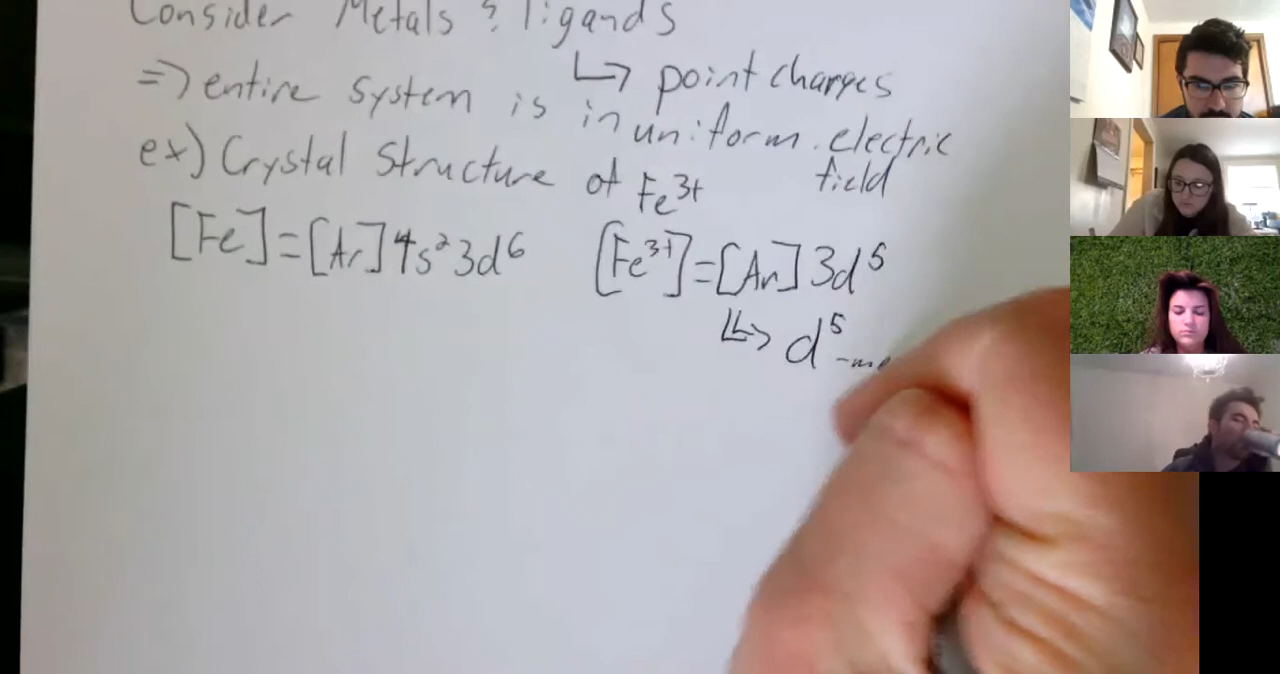 Consider Metals & ligands
↳ point charges
=> entire system is in uniform electric field
ex) Crystal Structure of Fe³⁺
[Fe] = [Ar] 4s² 3d⁶ [Fe³⁺] = [Ar] 3d⁵
↳> d⁵